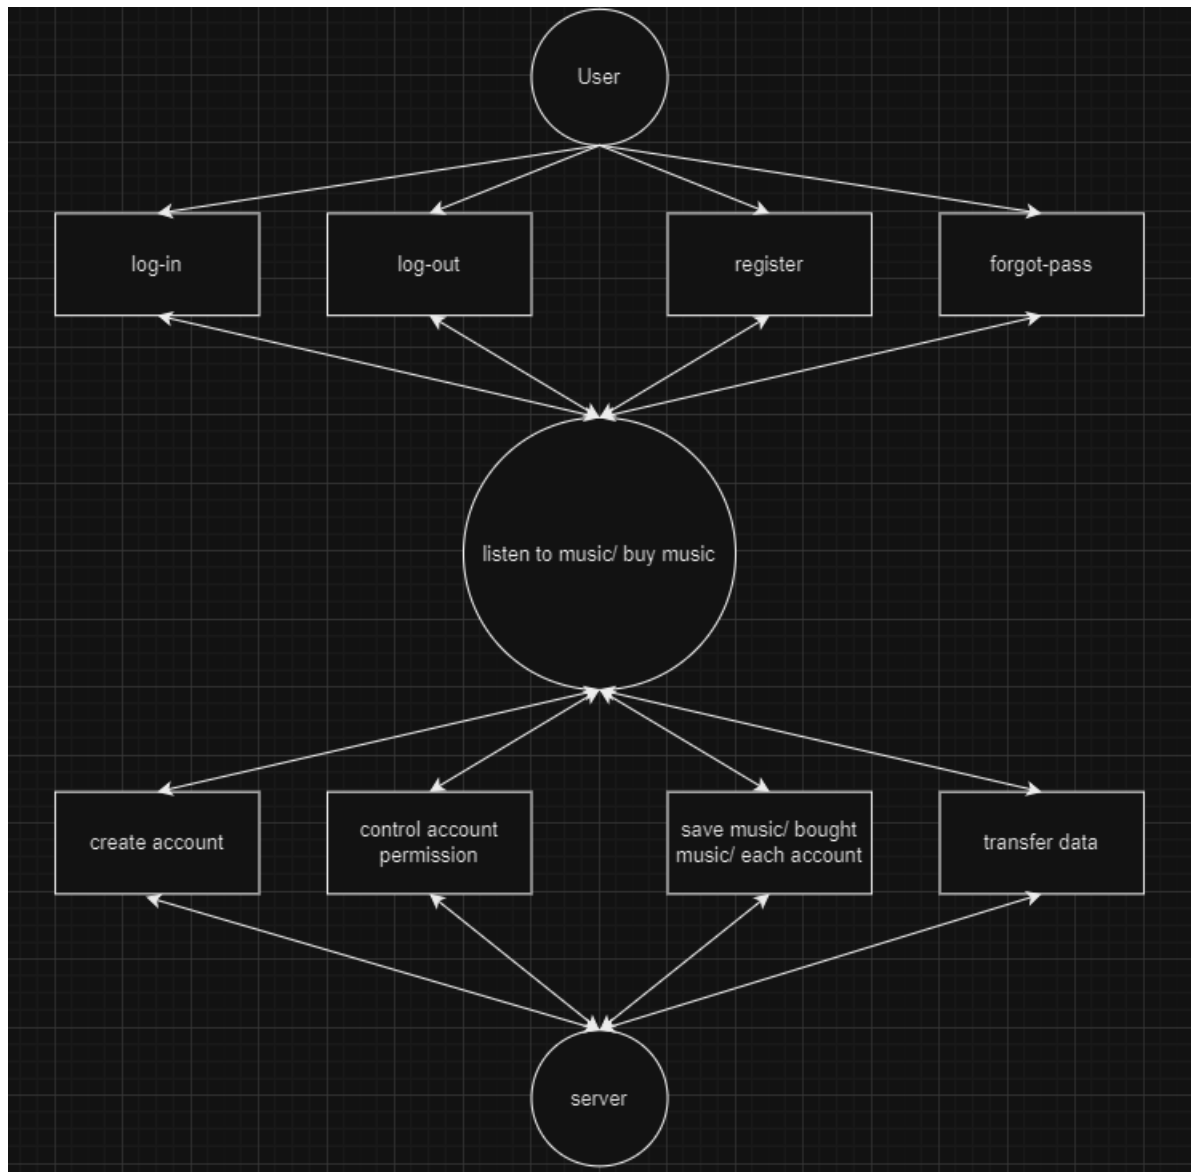 User
log-in
log-out
register
forgot-pass
listen to music/ buy music
create account
control account
permission
save music/ bought
music/ each account
transfer data
server